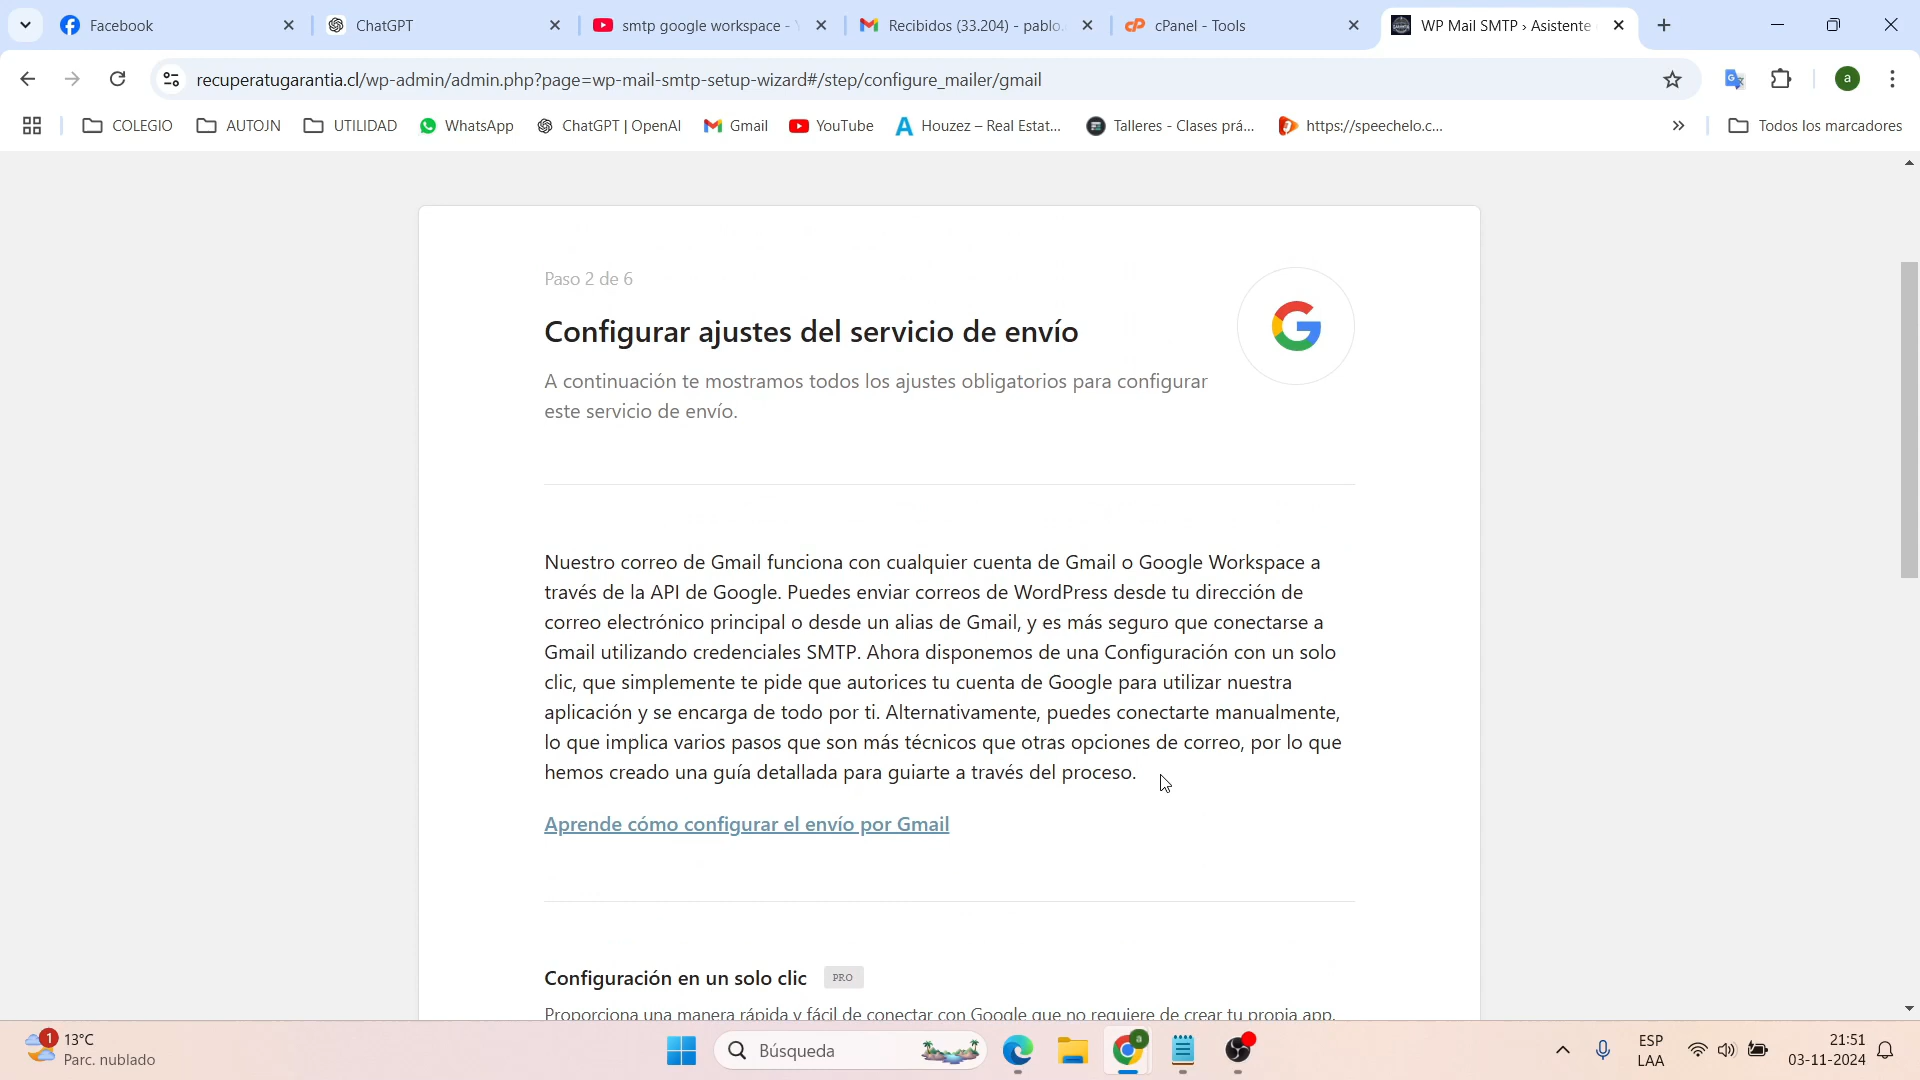 Facebook
ChatGPT
smtp google workspace -
Recibidos (33.204) - pablo.
cPanel - Tools
WP Mail SMTP › Asistente
recuperatugarantia.cl/wp-admin/admin.php?page=wp-mail-smtp-setup-wizard#/step/configure_mailer/gmail
a
COLEGIO
AUTOJN
UTILIDAD
WhatsApp
ChatGPT | OpenAI
Gmail
YouTube
Houzez – Real Estat...
Talleres - Clases prá...
https://speechelo.c...
»
Todos los marcadores
Paso 2 de 6
Configurar ajustes del servicio de envío
A continuación te mostramos todos los ajustes obligatorios para configurar
este servicio de envío.
Nuestro correo de Gmail funciona con cualquier cuenta de Gmail o Google Workspace a
través de la API de Google. Puedes enviar correos de WordPress desde tu dirección de
correo electrónico principal o desde un alias de Gmail, y es más seguro que conectarse a
Gmail utilizando credenciales SMTP. Ahora disponemos de una Configuración con un solo
clic, que simplemente te pide que autorices tu cuenta de Google para utilizar nuestra
aplicación y se encarga de todo por ti. Alternativamente, puedes conectarte manualmente,
lo que implica varios pasos que son más técnicos que otras opciones de correo, por lo que
hemos creado una guía detallada para guiarte a través del proceso.
Aprende cómo configurar el envío por Gmail
Configuración en un solo clic PRO
Proporciona una manera rápida y fácil de conectar con Google que no requiere de crear tu propia app.
1
13°C
Parc. nublado
Búsqueda
a
ESP
LAA
21:51
03-11-2024